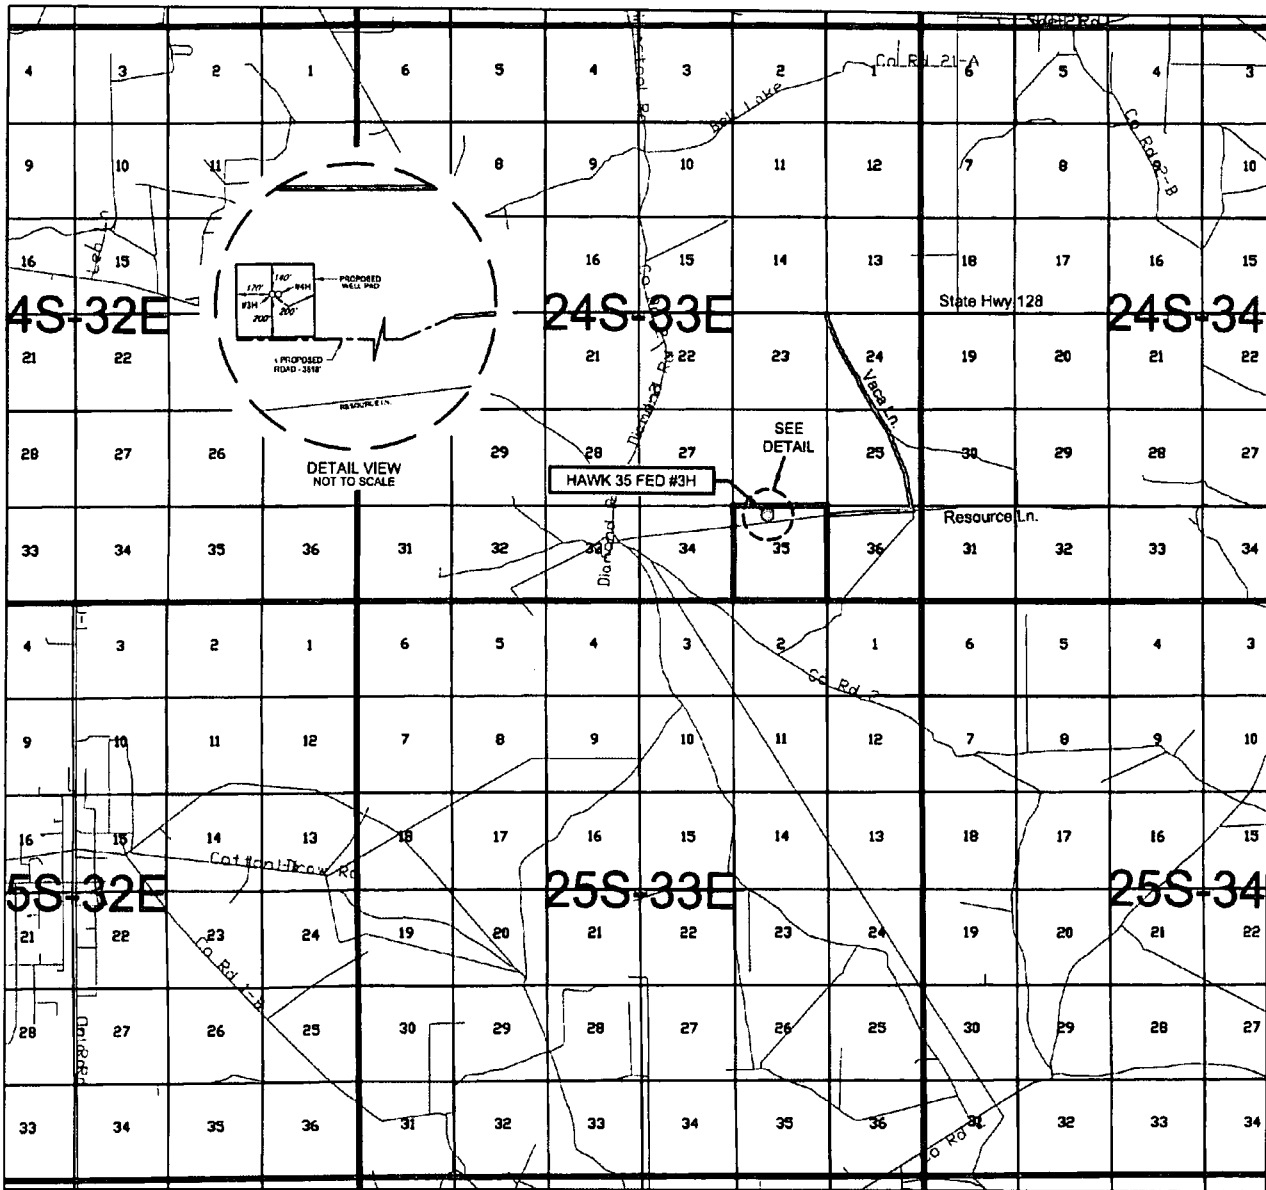 Co Rd 21-A
4 3 2 1 6 5 4 3 2 1 6 5 4 3
Bell Lake
Co Rd 2-B
9 10 11 8 9 10 11 12 7 8 10
16 15 16 15 14 13 18 17 16 15
170' 140' #4H
#3H 200' 200'
PROPOSED
WELL PAD
PROPOSED
ROAD - 3518'
RESOURCE LN.
State Hwy 128
4S-32E 24S-33E 24S-34
21 22 21 22 23 24 19 20 21 22
Diamond Rd
Vaca Ln.
28 27 26 29 28 27 25 30 29 28 27
DETAIL VIEW
NOT TO SCALE
SEE
DETAIL
HAWK 35 FED #3H
Resource Ln.
Diamond R
33 34 35 36 31 32 33 34 35 36 31 32 33 34
4 3 2 1 6 5 4 3 2 1 6 5 4 3
Co Rd 2
9 10 11 12 7 8 9 10 11 12 7 8 9 10
16 15 14 13 18 17 16 15 14 13 18 17 16 15
Cotton Draw Rd
5S-32E 25S-33E 25S-34
21 22 23 24 19 20 21 22 23 24 19 20 21 22
Co Rd 1-B
28 27 26 25 30 29 28 27 26 25 30 29 28 27
33 34 35 36 31 32 33 34 35 36 31 32 33 34
Co Rd